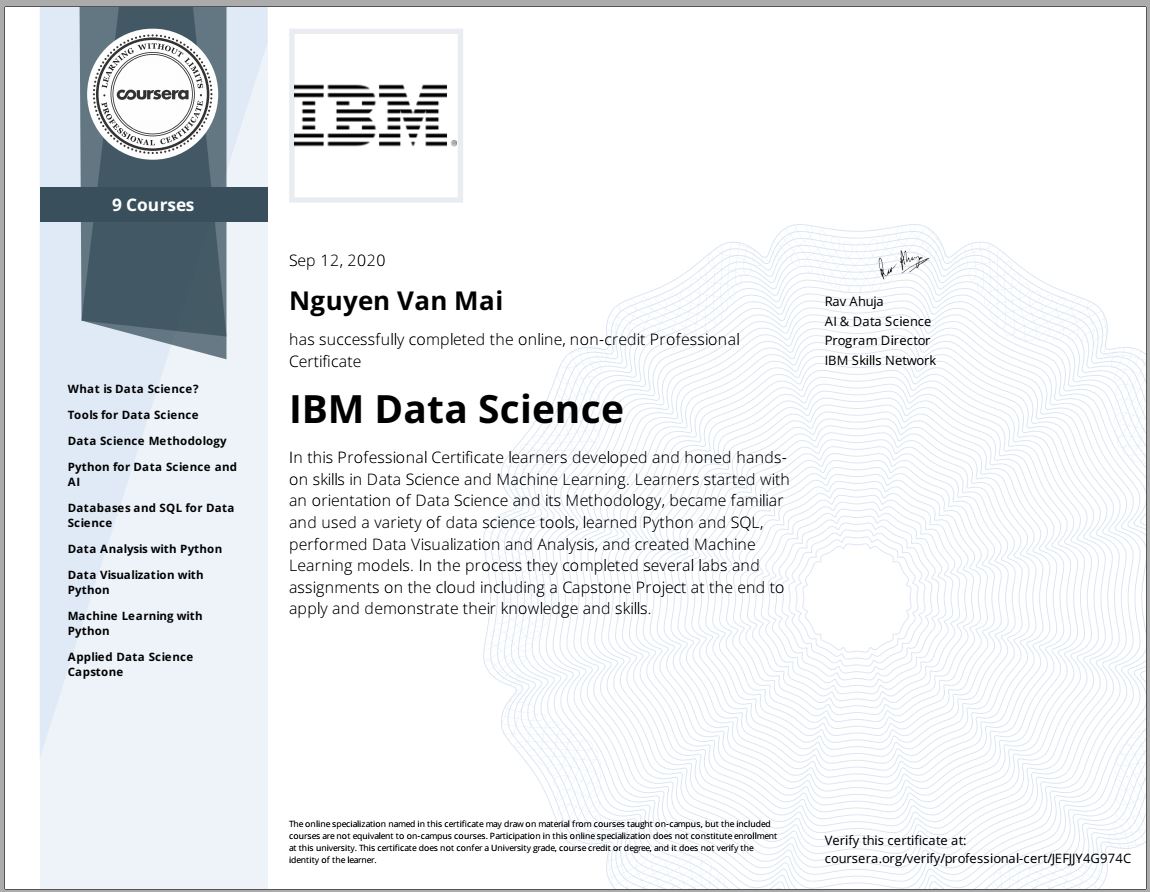 LEARNING WITHOUT LIMITS
coursera
PROFESSIONAL CERTIFICATE
9 Courses
What is Data Science?
Tools for Data Science
Data Science Methodology
Python for Data Science and
AI
Databases and SQL for Data
Science
Data Analysis with Python
Data Visualization with
Python
Machine Learning with
Python
Applied Data Science
Capstone
IBM®
Sep 12, 2020
Nguyen Van Mai
has successfully completed the online, non-credit Professional
Certificate
IBM Data Science
In this Professional Certificate learners developed and honed hands-
on skills in Data Science and Machine Learning. Learners started with
an orientation of Data Science and its Methodology, became familiar
and used a variety of data science tools, learned Python and SQL,
performed Data Visualization and Analysis, and created Machine
Learning models. In the process they completed several labs and
assignments on the cloud including a Capstone Project at the end to
apply and demonstrate their knowledge and skills.
The online specialization named in this certificate may draw on material from courses taught on-campus, but the included
courses are not equivalent to on-campus courses. Participation in this online specialization does not constitute enrollment
at this university. This certificate does not confer a University grade, course credit or degree, and it does not verify the
identity of the learner.
Rav Ahuja
Rav Ahuja
AI & Data Science
Program Director
IBM Skills Network
Verify this certificate at:
coursera.org/verify/professional-cert/JEFJJY4G974C